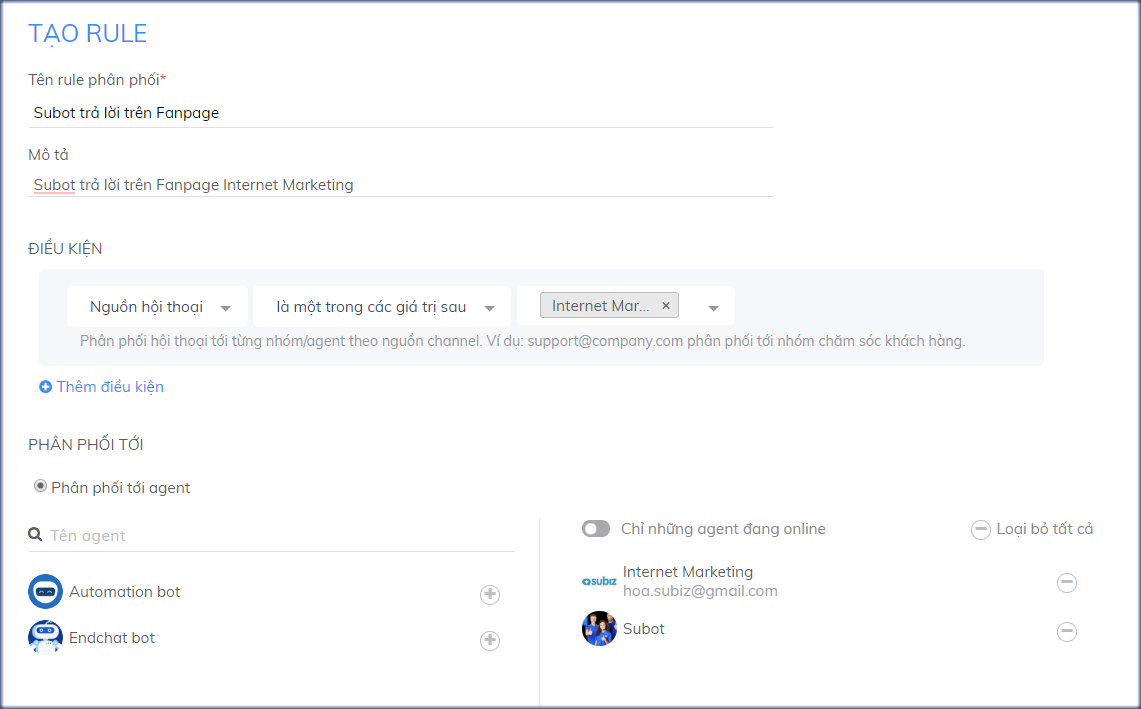 TẠO RULE
Tên rule phân phối*
Subot trả lời trên Fanpage
Mô tả
Subot trả lời trên Fanpage Internet Marketing
ĐIỀU KIỆN
Nguồn hội thoại là một trong các giá trị sau Internet Mar... ×
Phân phối hội thoại tới từng nhóm/agent theo nguồn channel. Ví dụ: support@company.com phân phối tới nhóm chăm sóc khách hàng.
Thêm điều kiện
PHÂN PHỐI TỚI
Phân phối tới agent
Tên agent
Automation bot
Endchat bot
Chỉ những agent đang online Loại bỏ tất cả
subiz Internet Marketing
hoa.subiz@gmail.com
Subot